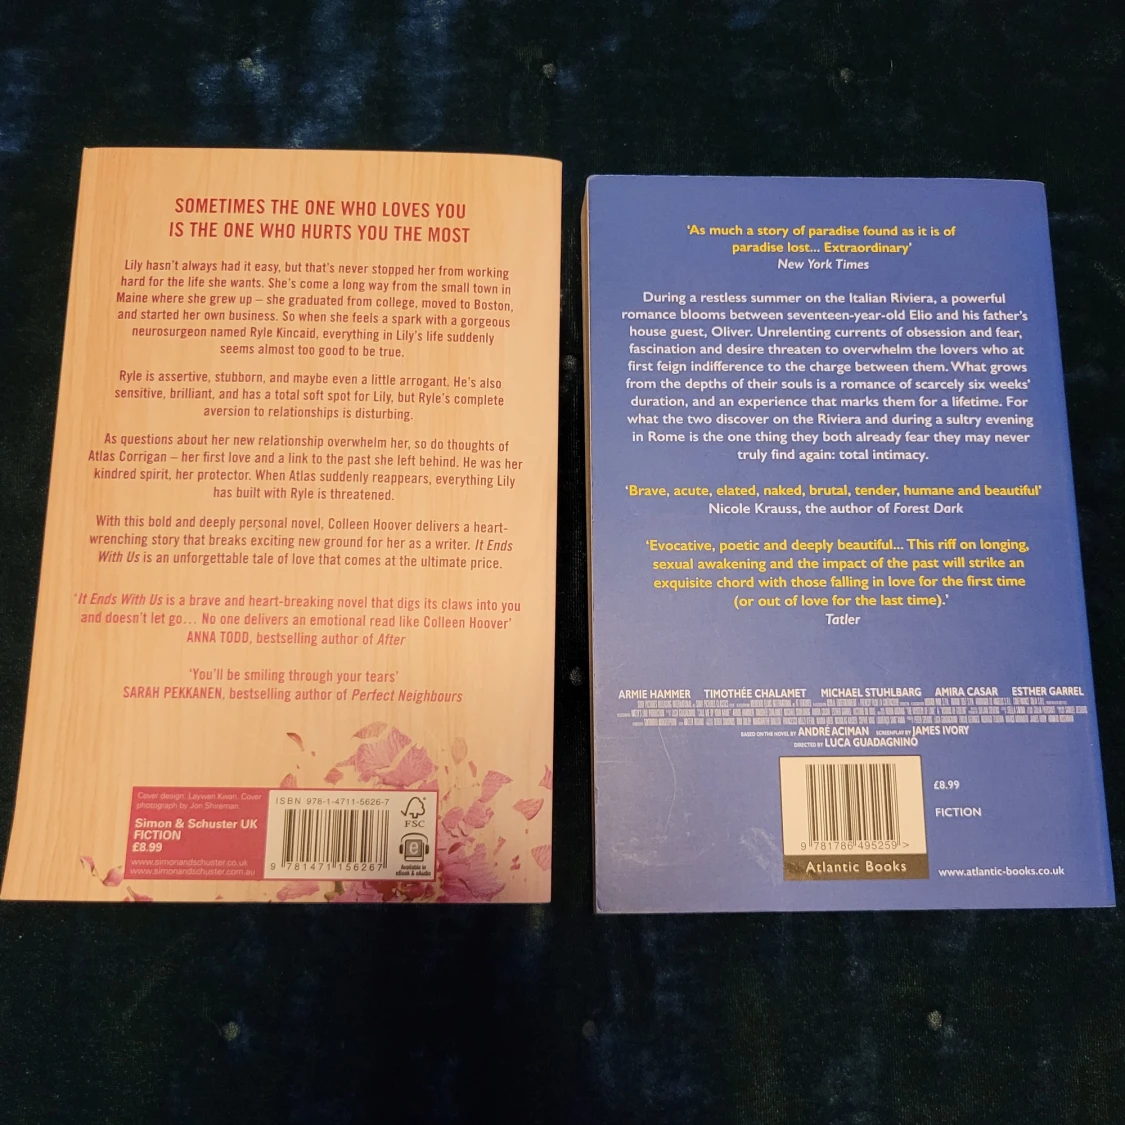 SOMETIMES THE ONE WHO LOVES YOU
IS THE ONE WHO HURTS YOU THE MOST
Lily hasn't always had it easy, but that's never stopped her from working
hard for the life she wants. She's come a long way from the small town in
Maine where she grew up – she graduated from college, moved to Boston,
and started her own business. So when she feels a spark with a gorgeous
neurosurgeon named Ryle Kincaid, everything in Lily's life suddenly
seems almost too good to be true.
Ryle is assertive, stubborn, and maybe even a little arrogant. He's also
sensitive, brilliant, and has a total soft spot for Lily, but Ryle's complete
aversion to relationships is disturbing.
As questions about her new relationship overwhelm her, so do thoughts of
Atlas Corrigan – her first love and a link to the past she left behind. He was her
kindred spirit, her protector. When Atlas suddenly reappears, everything Lily
has built with Ryle is threatened.
With this bold and deeply personal novel, Colleen Hoover delivers a heart-
wrenching story that breaks exciting new ground for her as a writer. It Ends
With Us is an unforgettable tale of love that comes at the ultimate price.
'It Ends With Us is a brave and heart-breaking novel that digs its claws into you
and doesn't let go... No one delivers an emotional read like Colleen Hoover'
ANNA TODD, bestselling author of After
'You'll be smiling through your tears'
SARAH PEKKANEN, bestselling author of Perfect Neighbours
Cover design: Laywan Kwan. Cover
photography by Jon Shireman.
Simon & Schuster UK
FICTION
£8.99
www.simonandschuster.co.uk
www.simonandschuster.com.au
ISBN 978-1-4711-5626-7
9 781471 156267
FSC
e
Available in
eBook & eAudio
'As much a story of paradise found as it is of
paradise lost... Extraordinary'
New York Times
During a restless summer on the Italian Riviera, a powerful
romance blooms between seventeen-year-old Elio and his father's
house guest, Oliver. Unrelenting currents of obsession and fear,
fascination and desire threaten to overwhelm the lovers who at
first feign indifference to the charge between them. What grows
from the depths of their souls is a romance of scarcely six weeks'
duration, and an experience that marks them for a lifetime. For
what the two discover on the Riviera and during a sultry evening
in Rome is the one thing they both already fear they may never
truly find again: total intimacy.
'Brave, acute, elated, naked, brutal, tender, humane and beautiful'
Nicole Krauss, the author of Forest Dark
'Evocative, poetic and deeply beautiful... This riff on longing,
sexual awakening and the impact of the past will strike an
exquisite chord with those falling in love for the first time
(or out of love for the last time).'
Tatler
ARMIE HAMMER TIMOTHÉE CHALAMET MICHAEL STUHLBARG AMIRA CASAR ESTHER GARREL
BASED ON THE NOVEL BY ANDRÉ ACIMAN SCREENPLAY BY JAMES IVORY
DIRECTED BY LUCA GUADAGNINO
9 781786 495259 >
Atlantic Books
£8.99
FICTION
www.atlantic-books.co.uk